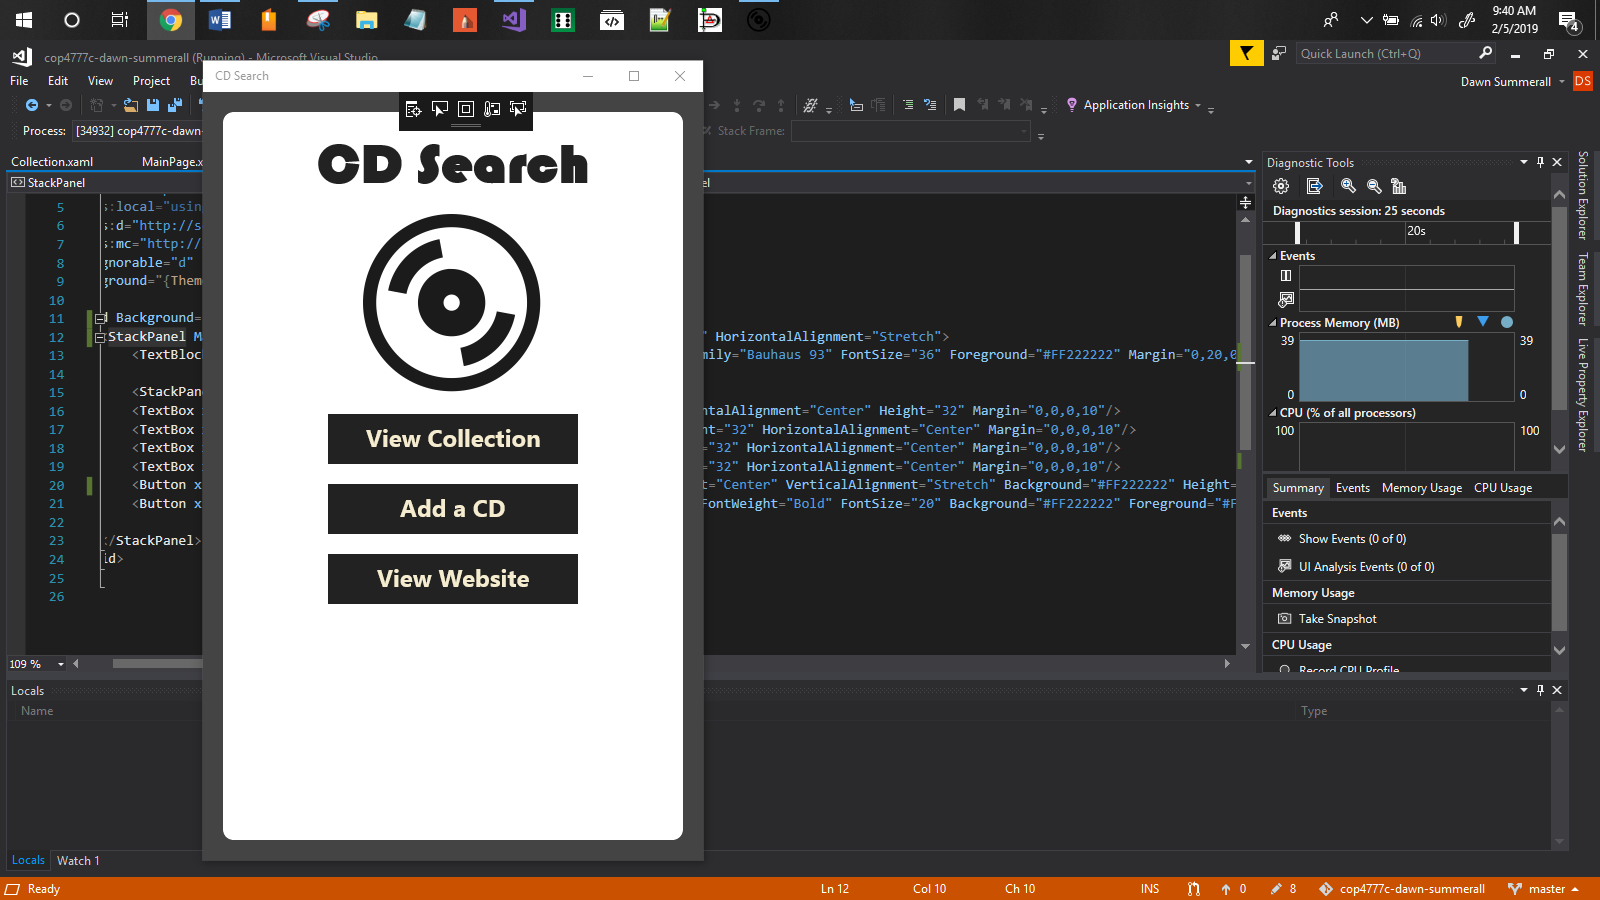 9:40 AM
2/5/2019
4
cop4777c-dawn-summerall (Running) - Microsoft Visual Studio
Quick Launch (Ctrl+Q)
File Edit View Project Bu
Dawn Summerall DS
Application Insights
Process: [34932] cop4777c-dawn-
Stack Frame:
Collection.xaml MainPage.x
StackPanel
el
5 s:local="usin
6 s:d="http://s
7 s:mc="http://
8 gnorable="d"
9 ground="{Them
10
11 d Background=
12 StackPanel M " HorizontalAlignment="Stretch">
13 <TextBloc mily="Bauhaus 93" FontSize="36" Foreground="#FF222222" Margin="0,20,0
14
15 <StackPan
16 <TextBox ntalAlignment="Center" Height="32" Margin="0,0,0,10"/>
17 <TextBox ht="32" HorizontalAlignment="Center" Margin="0,0,0,10"/>
18 <TextBox "32" HorizontalAlignment="Center" Margin="0,0,0,10"/>
19 <TextBox "32" HorizontalAlignment="Center" Margin="0,0,0,10"/>
20 <Button x ="Center" VerticalAlignment="Stretch" Background="#FF222222" Height=
21 <Button x FontWeight="Bold" FontSize="20" Background="#FF222222" Foreground="#F
22
23 </StackPanel>
24 id>
25
26
109 %
CD Search
CD Search
View Collection
Add a CD
View Website
Diagnostic Tools
Diagnostics session: 25 seconds
20s
Events
Process Memory (MB)
39 39
0 0
CPU (% of all processors)
100 100
Summary Events Memory Usage CPU Usage
Events
Show Events (0 of 0)
UI Analysis Events (0 of 0)
Memory Usage
Take Snapshot
CPU Usage
Record CPU Profile
Solution Explorer
Team Explorer
Live Property Explorer
Locals
Name
Type
Locals Watch 1
Ready
Ln 12 Col 10 Ch 10 INS 0 8 cop4777c-dawn-summerall master